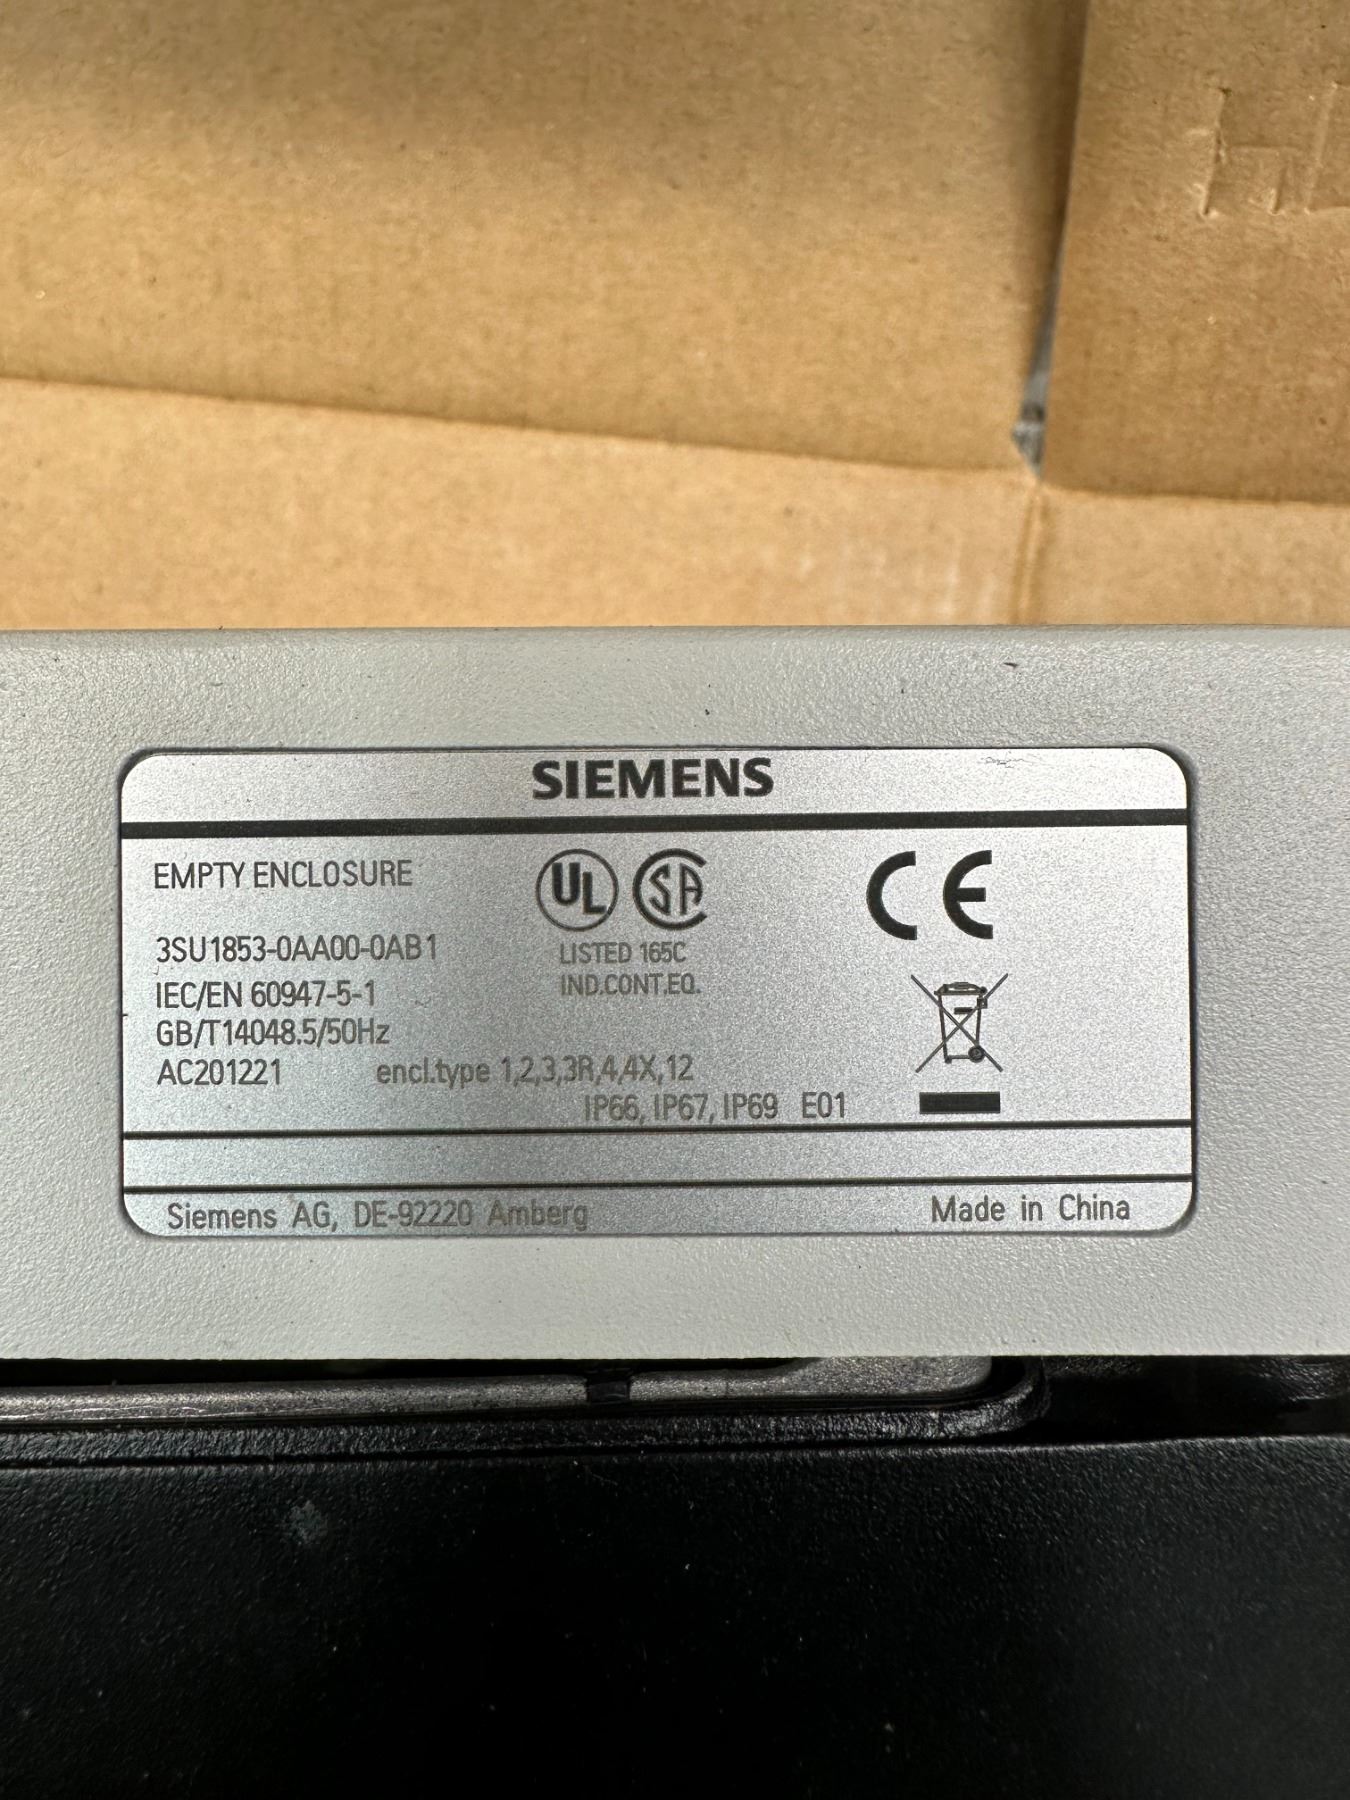 SIEMENS
EMPTY ENCLOSURE
UL SA
CE
3SU1853-0AA00-0AB1
LISTED 165C
IEC/EN 60947-5-1
IND.CONT.EQ.
GB/T14048.5/50Hz
AC201221 encl.type 1,2,3,3R,4,4X,12
IP66, IP67, IP69 E01
Siemens AG, DE-92220 Amberg Made in China